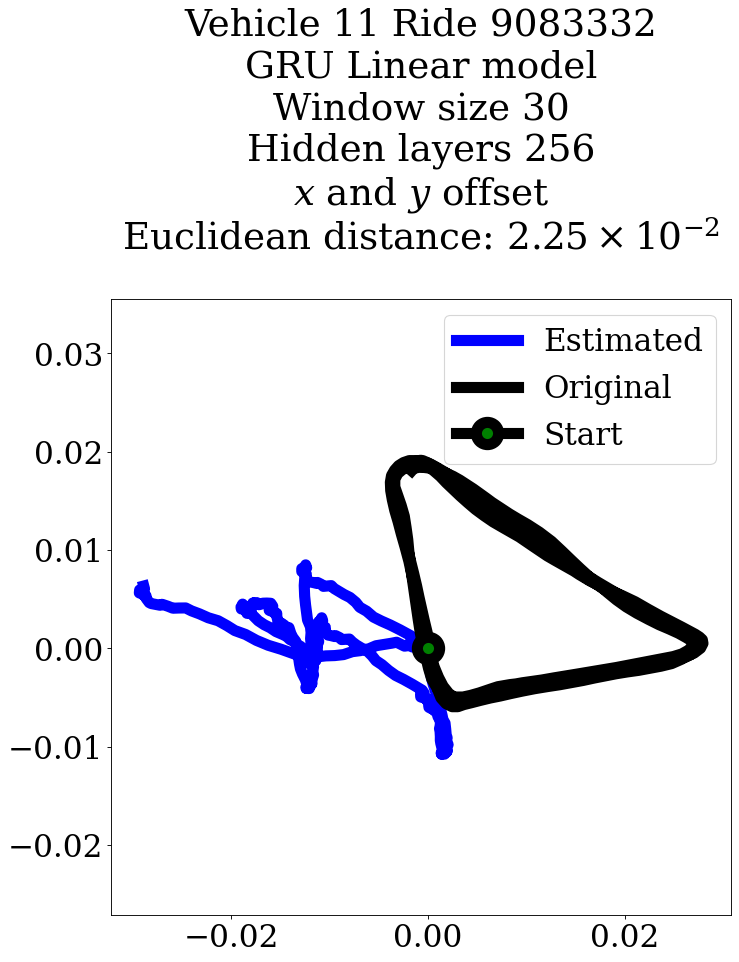 Vehicle 11 Ride 9083332
GRU Linear model
Window size 30
Hidden layers 256
x and y offset
Euclidean distance: 2.25 × 10⁻²
Estimated
Original
Start
0.03
0.02
0.01
0.00
−0.01
−0.02
−0.02
0.00
0.02